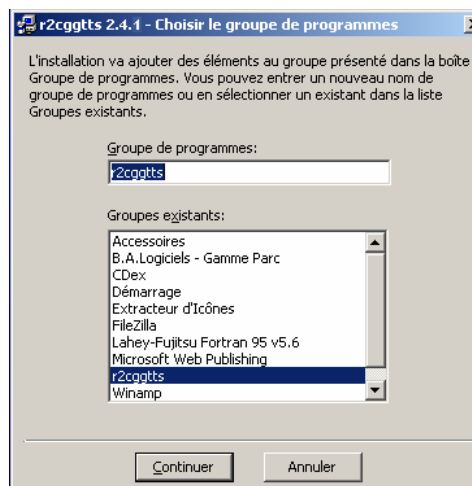 r2cggtts 2.4.1 - Choisir le groupe de programmes
L'installation va ajouter des éléments au groupe présenté dans la boîte
Groupe de programmes. Vous pouvez entrer un nouveau nom de
groupe de programmes ou en sélectionner un existant dans la liste
Groupes existants.
Groupe de programmes:
r2cggtts
Groupes existants:
Accessoires
B.A.Logiciels - Gamme Parc
CDex
Démarrage
Extracteur d'Icônes
FileZilla
Lahey-Fujitsu Fortran 95 v5.6
Microsoft Web Publishing
r2cggtts
Winamp
Continuer
Annuler